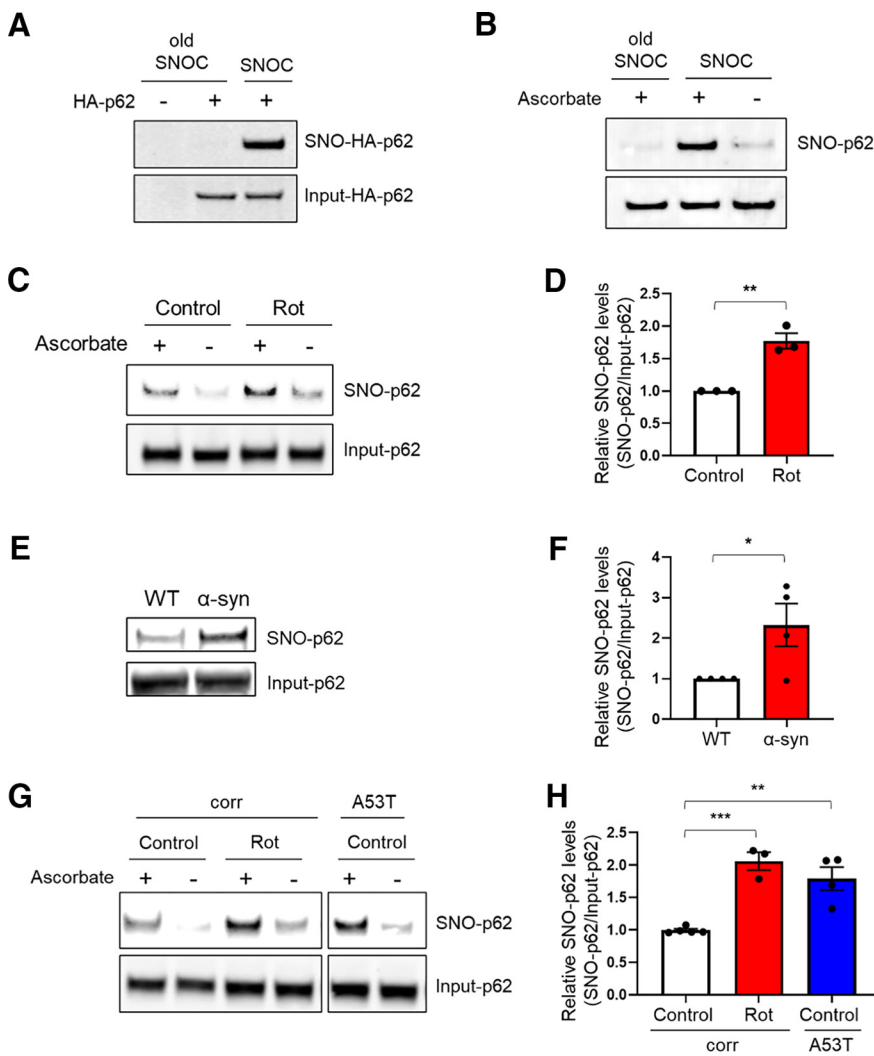 A
old
SNOC SNOC
HA-p62 - + +
SNO-HA-p62
Input-HA-p62
B
old
SNOC SNOC
Ascorbate + + -
SNO-p62
C
Control Rot
Ascorbate + - + -
SNO-p62
Input-p62
D
Relative SNO-p62 levels
(SNO-p62/Input-p62)
**
2.5
2.0
1.5
1.0
0.5
0.0
Control Rot
E
WT α-syn
SNO-p62
Input-p62
F
Relative SNO-p62 levels
(SNO-p62/Input-p62)
*
4
3
2
1
0
WT α-syn
G
corr A53T
Control Rot Control
Ascorbate + - + - + -
SNO-p62
Input-p62
H
Relative SNO-p62 levels
(SNO-p62/Input-p62)
**
***
2.5
2.0
1.5
1.0
0.5
0.0
Control Rot Control
corr A53T